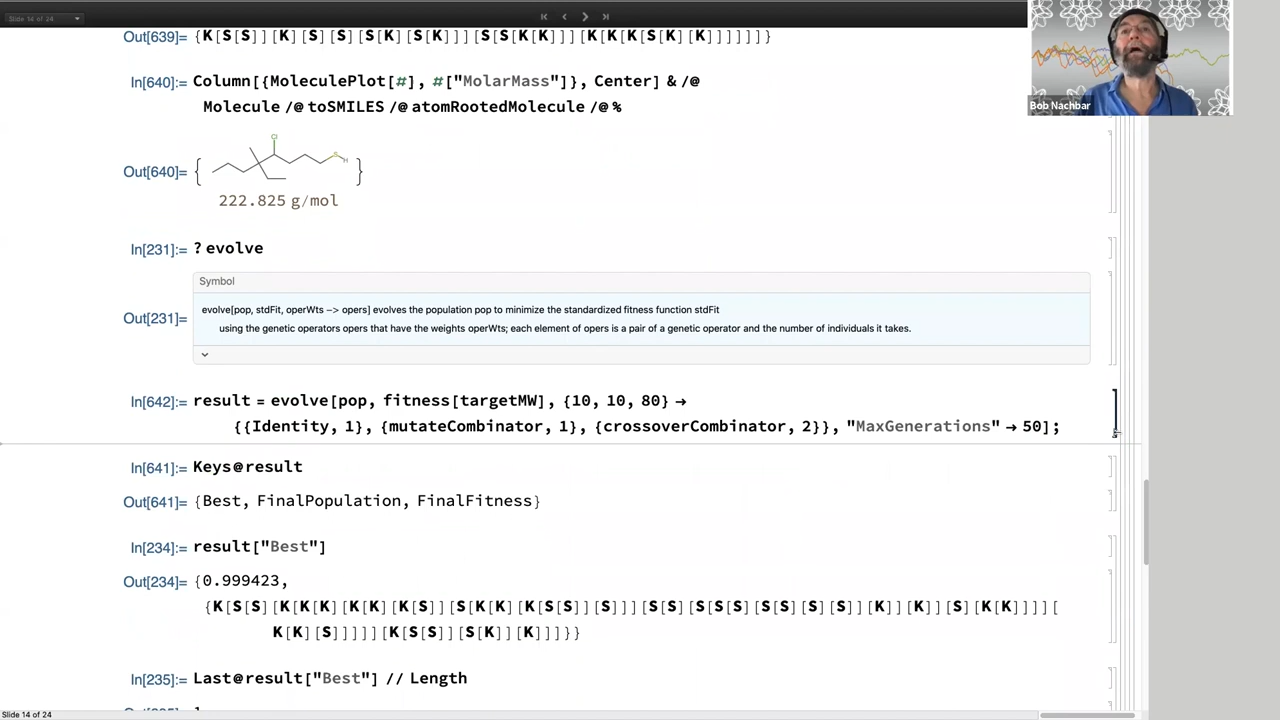 Slide 14 of 24
Out[639]= {K[S[S]][K][S][S][K[S][K[S[K]]][S[S[K[K]]][K[K[K[S[K][K]]]]]]}
In[640]:= Column[{MoleculePlot[#], #["MolarMass"]}, Center] & /@
Molecule /@ toSMILES /@ atomRootedMolecule /@ %
Bob Nachbar
Cl
S
H
Out[640]= { }
222.825 g/mol
In[231]:= ? evolve
Symbol
evolve[pop, stdFit, operWts –> opers] evolves the population pop to minimize the standardized fitness function stdFit
Out[231]=
using the genetic operators opers that have the weights operWts; each element of opers is a pair of a genetic operator and the number of individuals it takes.
In[642]:= result = evolve[pop, fitness[targetMW], {10, 10, 80} →
{{Identity, 1}, {mutateCombinator, 1}, {crossoverCombinator, 2}}, "MaxGenerations" → 50];
In[641]:= Keys@result
Out[641]= {Best, FinalPopulation, FinalFitness}
In[234]:= result["Best"]
Out[234]= {0.999423,
{K[S[S][K[K[K][K[K][K[S]][S[K[K][K[S[S]][S]]][S[S][S[S[S][S[S][S][S]][K]][K]][S][K[K]]]][
K[K][S]]]]][K[S[S]][S[K]][K]]]}}
In[235]:= Last@result["Best"] // Length
Slide 14 of 24